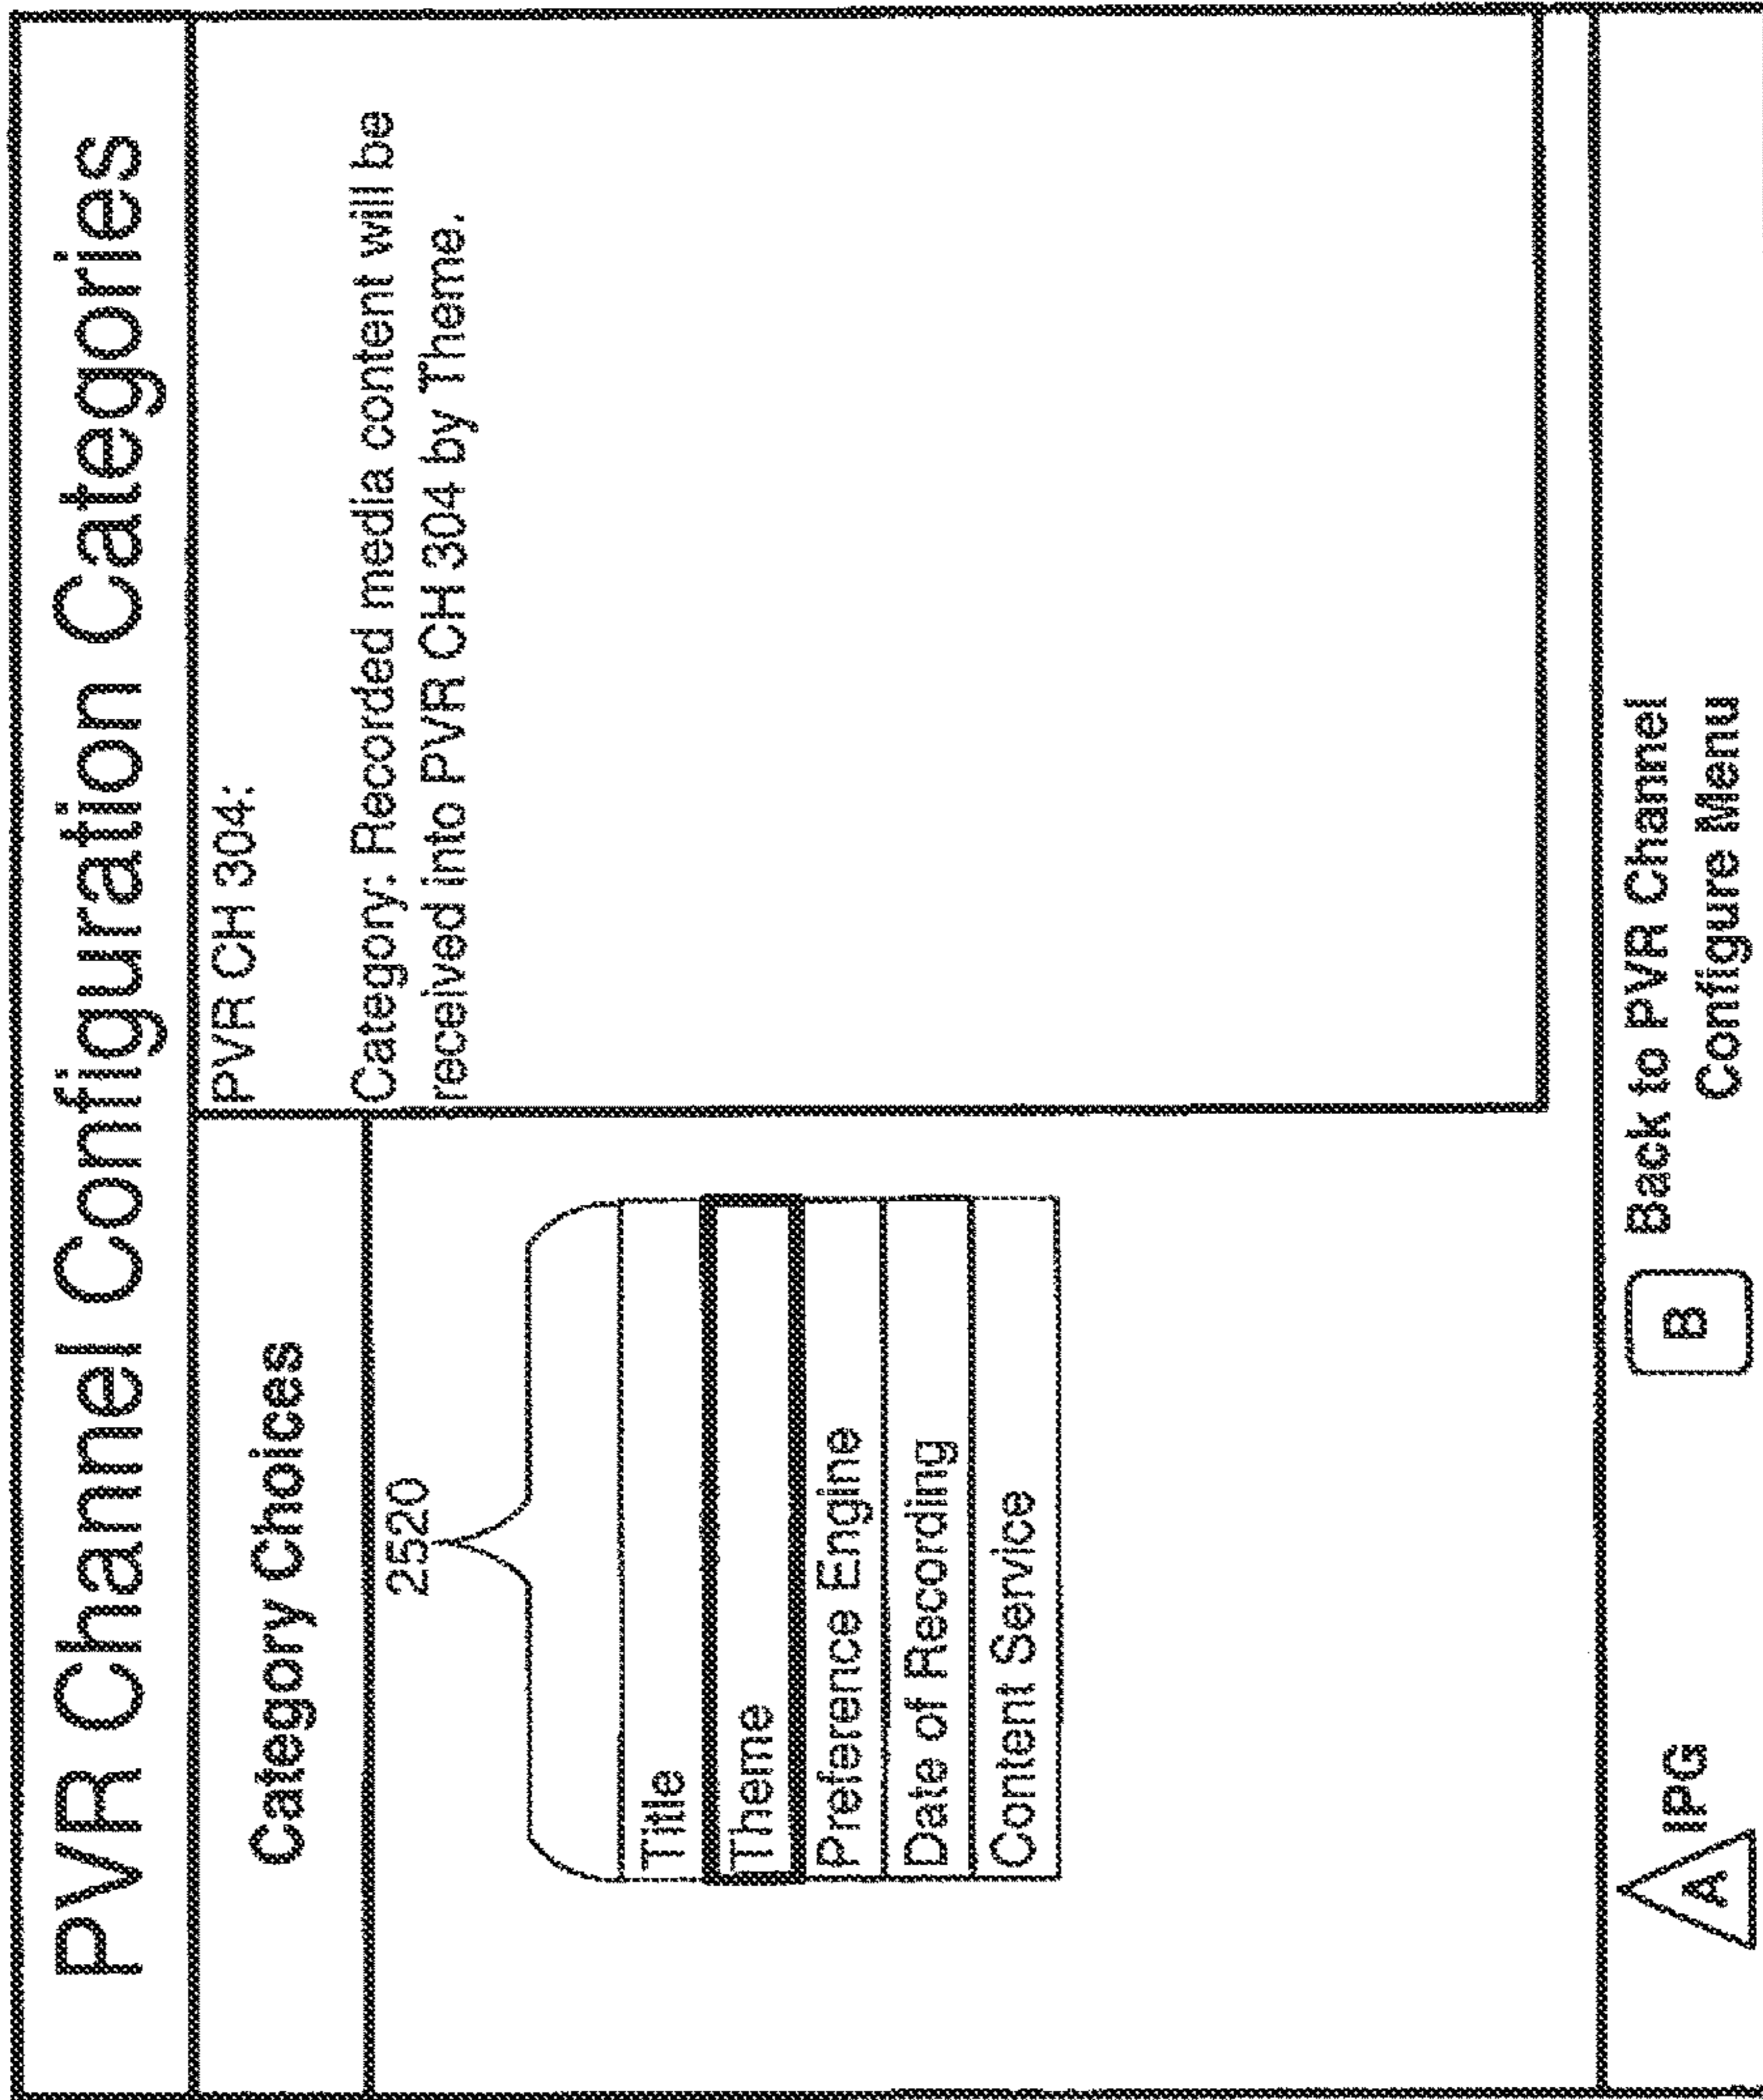 PVR Channel Configuration Categories
Category Choices
2520
Title
Theme
Preference Engine
Date of Recording
Content Service
PVR CH 304:
Category: Recorded media content will be
received into PVR CH 304 by Theme.
A
IPG
B
Back to PVR Channel
Configure Menu